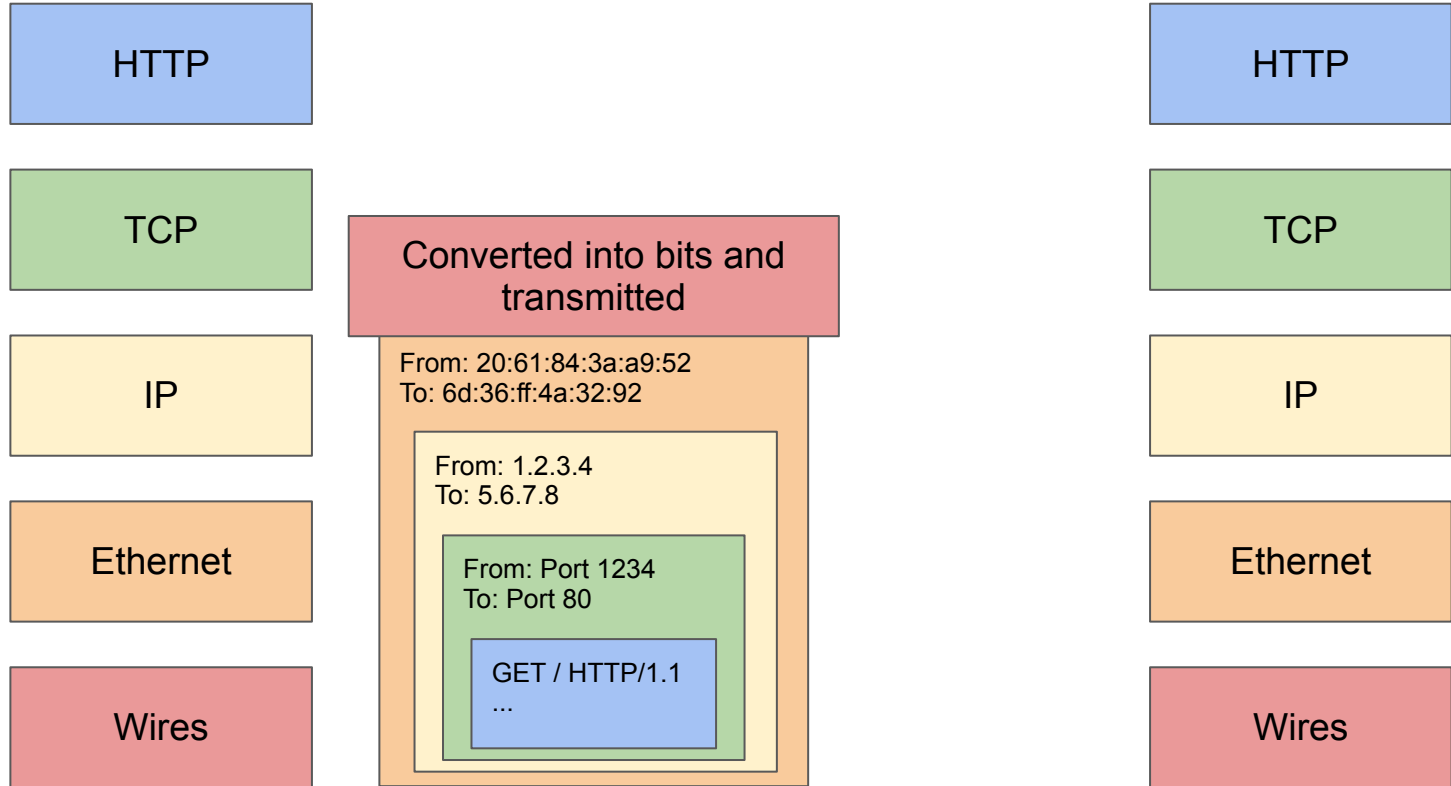 HTTP
TCP
IP
Ethernet
Wires
Converted into bits and
transmitted
From: 20:61:84:3a:a9:52
To: 6d:36:ff:4a:32:92
From: 1.2.3.4
To: 5.6.7.8
From: Port 1234
To: Port 80
GET / HTTP/1.1
...
HTTP
TCP
IP
Ethernet
Wires